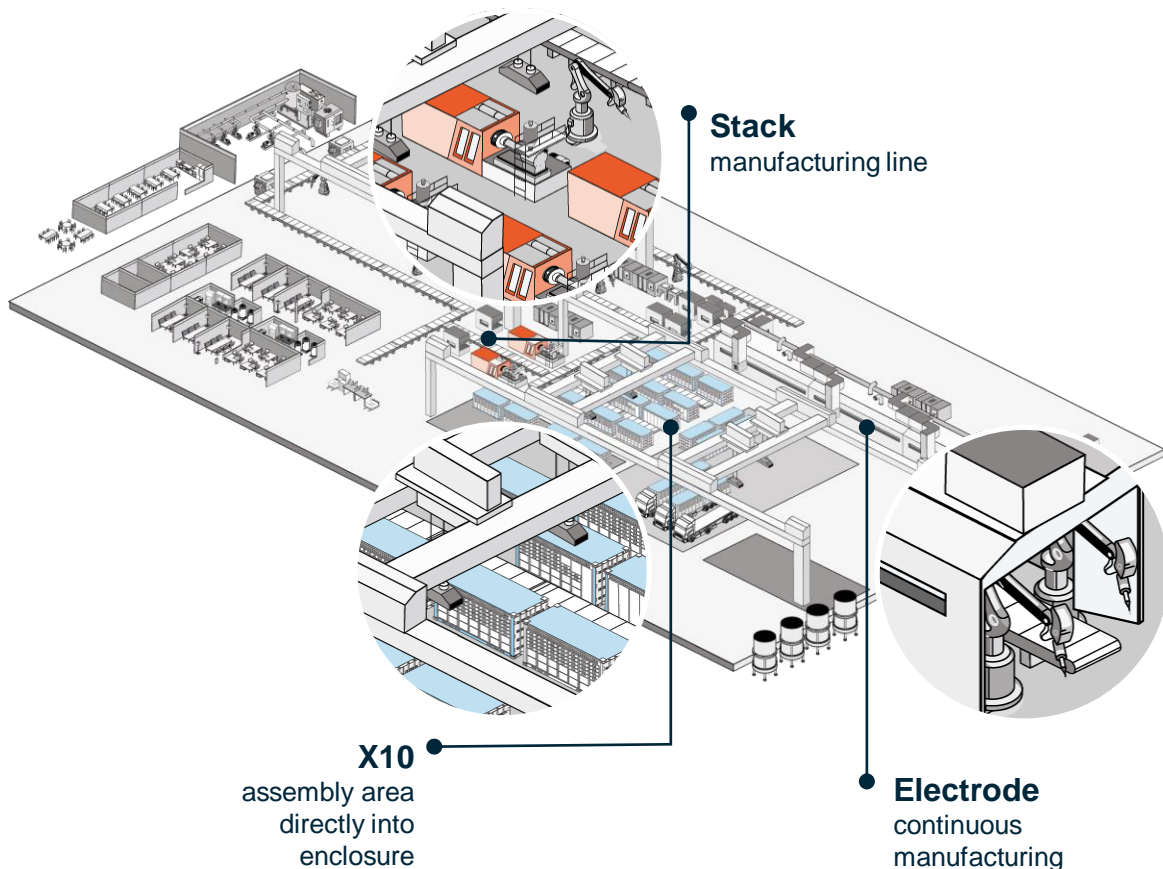 Stack
manufacturing line
X10
assembly area
directly into
enclosure
Electrode
continuous
manufacturing